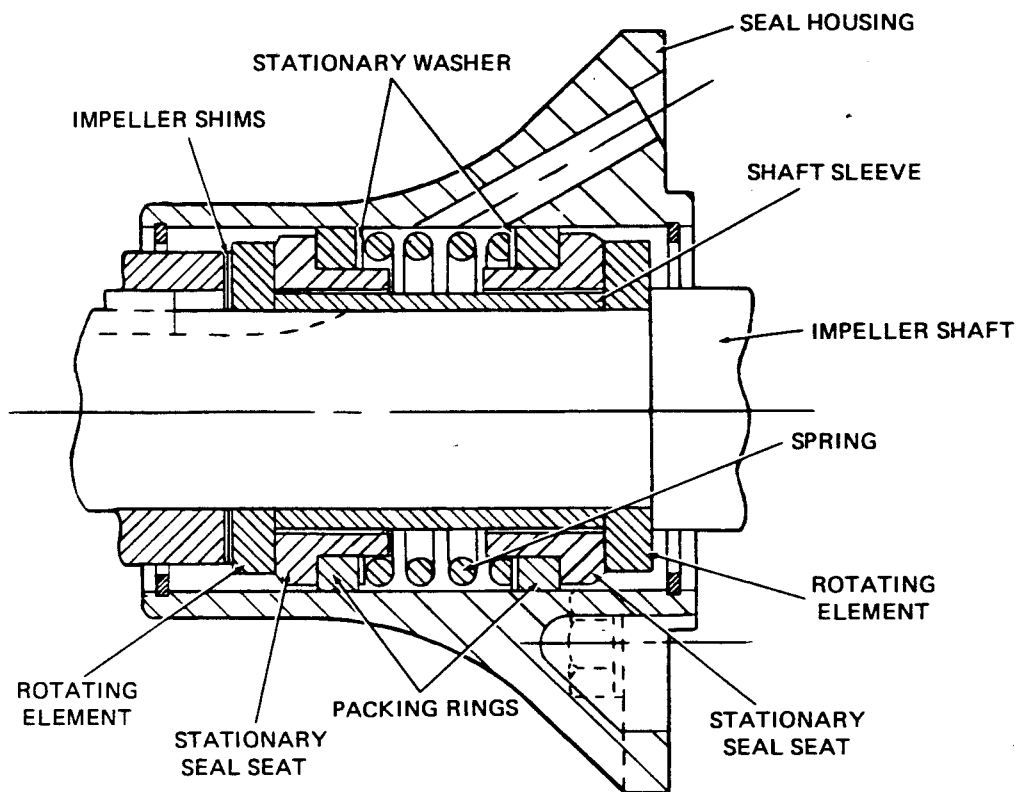 SEAL HOUSING
STATIONARY WASHER
IMPELLER SHIMS
SHAFT SLEEVE
IMPELLER SHAFT
SPRING
ROTATING
ELEMENT
ROTATING
ELEMENT
PACKING RINGS
STATIONARY
SEAL SEAT
STATIONARY
SEAL SEAT